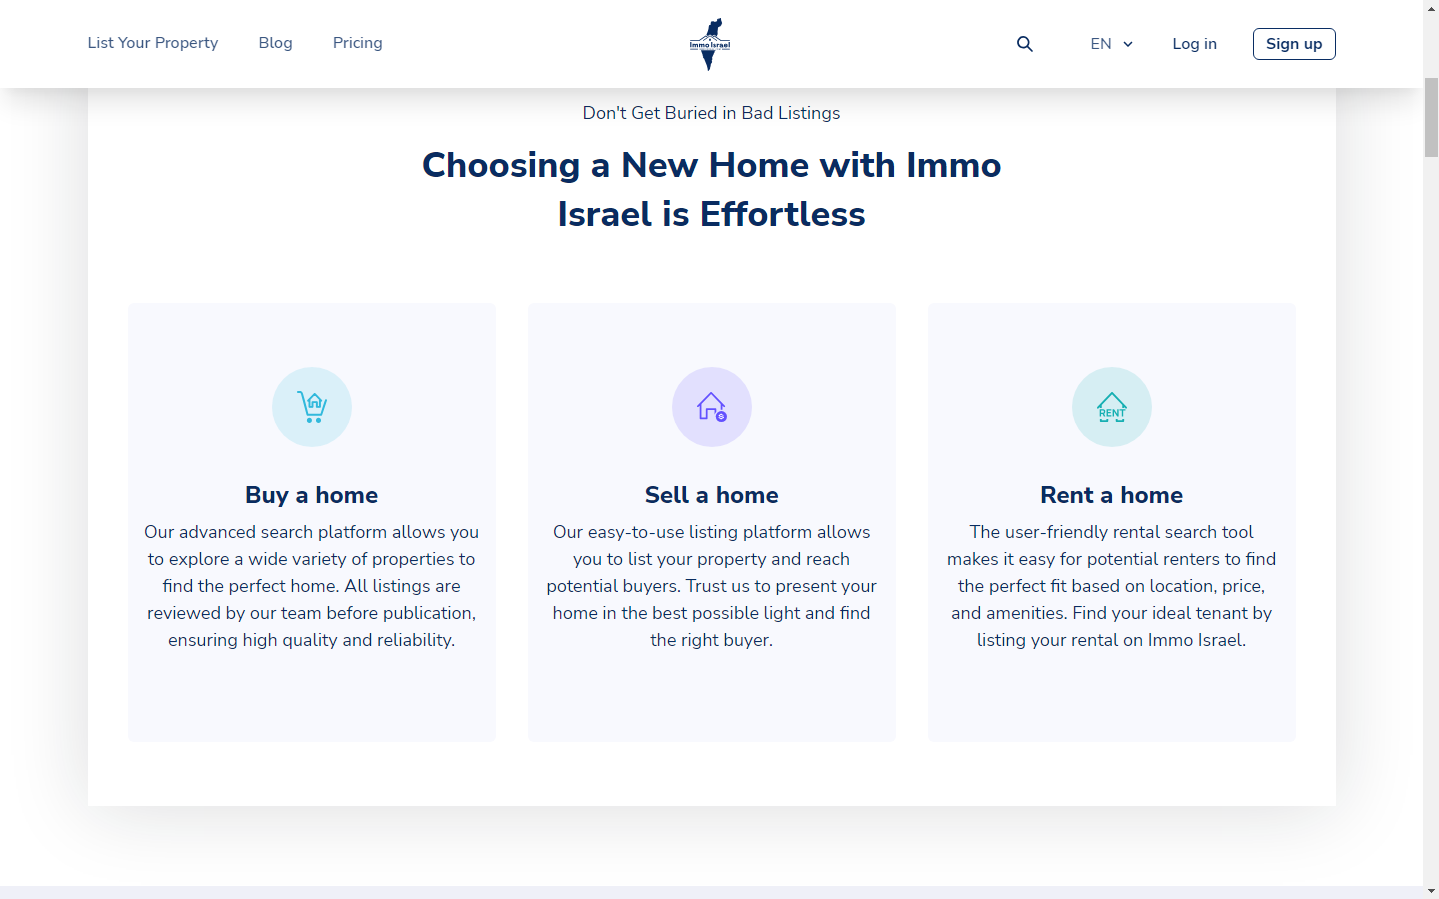 List Your Property
Blog
Pricing
Immo Israel
EN
Log in
Sign up
Don't Get Buried in Bad Listings
Choosing a New Home with Immo
Israel is Effortless
Buy a home
Our advanced search platform allows you
to explore a wide variety of properties to
find the perfect home. All listings are
reviewed by our team before publication,
ensuring high quality and reliability.
$
Sell a home
Our easy-to-use listing platform allows
you to list your property and reach
potential buyers. Trust us to present your
home in the best possible light and find
the right buyer.
RENT
Rent a home
The user-friendly rental search tool
makes it easy for potential renters to find
the perfect fit based on location, price,
and amenities. Find your ideal tenant by
listing your rental on Immo Israel.